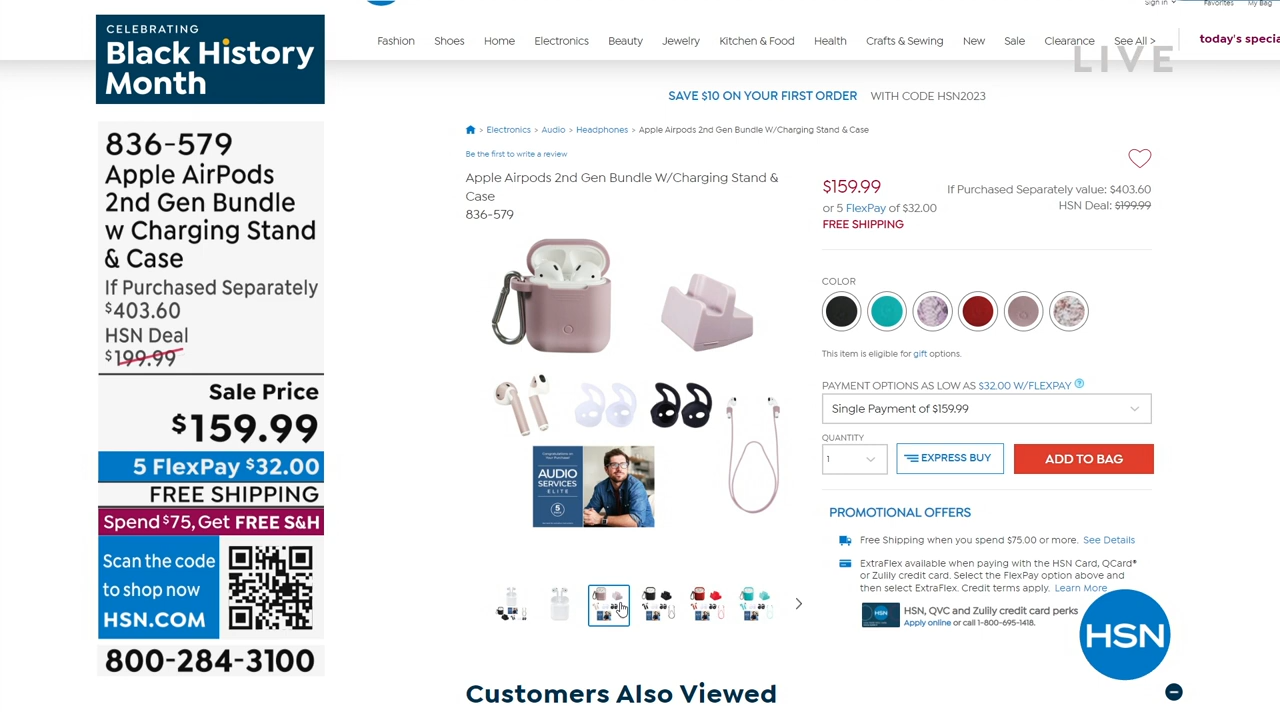 CELEBRATING
Black History
Month
836-579
Apple AirPods
2nd Gen Bundle
w Charging Stand
& Case
If Purchased Separately
$403.60
HSN Deal
$199.99
Sale Price
$159.99
5 FlexPay $32.00
FREE SHIPPING
Spend $75, Get FREE S&H
Scan the code
to shop now
HSN.COM
800-284-3100
Sign In
Favorites
My Bag
Fashion
Shoes
Home
Electronics
Beauty
Jewelry
Kitchen & Food
Health
Crafts & Sewing
New
Sale
Clearance
See All >
today's specia
LIVE
SAVE $10 ON YOUR FIRST ORDER WITH CODE HSN2023
> Electronics > Audio > Headphones > Apple Airpods 2nd Gen Bundle W/Charging Stand & Case
Be the first to write a review
Apple Airpods 2nd Gen Bundle W/Charging Stand &
Case
836-579
AUDIO
SERVICES
ELITE
5
$159.99
If Purchased Separately value: $403.60
or 5 FlexPay of $32.00
HSN Deal: $199.99
FREE SHIPPING
COLOR
This item is eligible for gift options.
PAYMENT OPTIONS AS LOW AS $32.00 W/FLEXPAY ?
Single Payment of $159.99
QUANTITY
1
EXPRESS BUY
ADD TO BAG
PROMOTIONAL OFFERS
Free Shipping when you spend $75.00 or more. See Details
ExtraFlex available when paying with the HSN Card, QCard®
or Zulily credit card. Select the FlexPay option above and
then select ExtraFlex. Credit terms apply. Learn More
HSN
HSN, QVC and Zulily credit card perks
Apply online or call 1-800-695-1418.
HSN
Customers Also Viewed